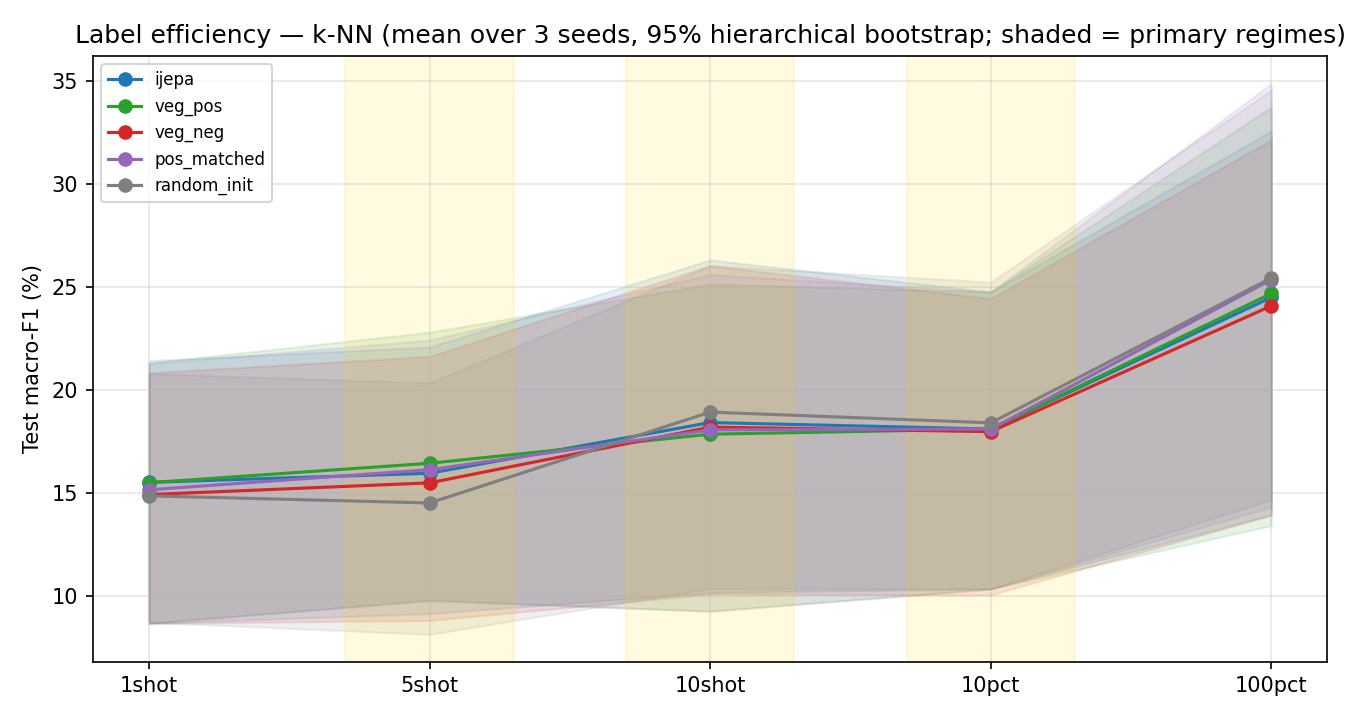 Label efficiency — k-NN (mean over 3 seeds, 95% hierarchical bootstrap; shaded = primary regimes)
ijepa
veg_pos
veg_neg
pos_matched
random_init
Test macro-F1 (%)
35
30
25
20
15
10
1shot
5shot
10shot
10pct
100pct